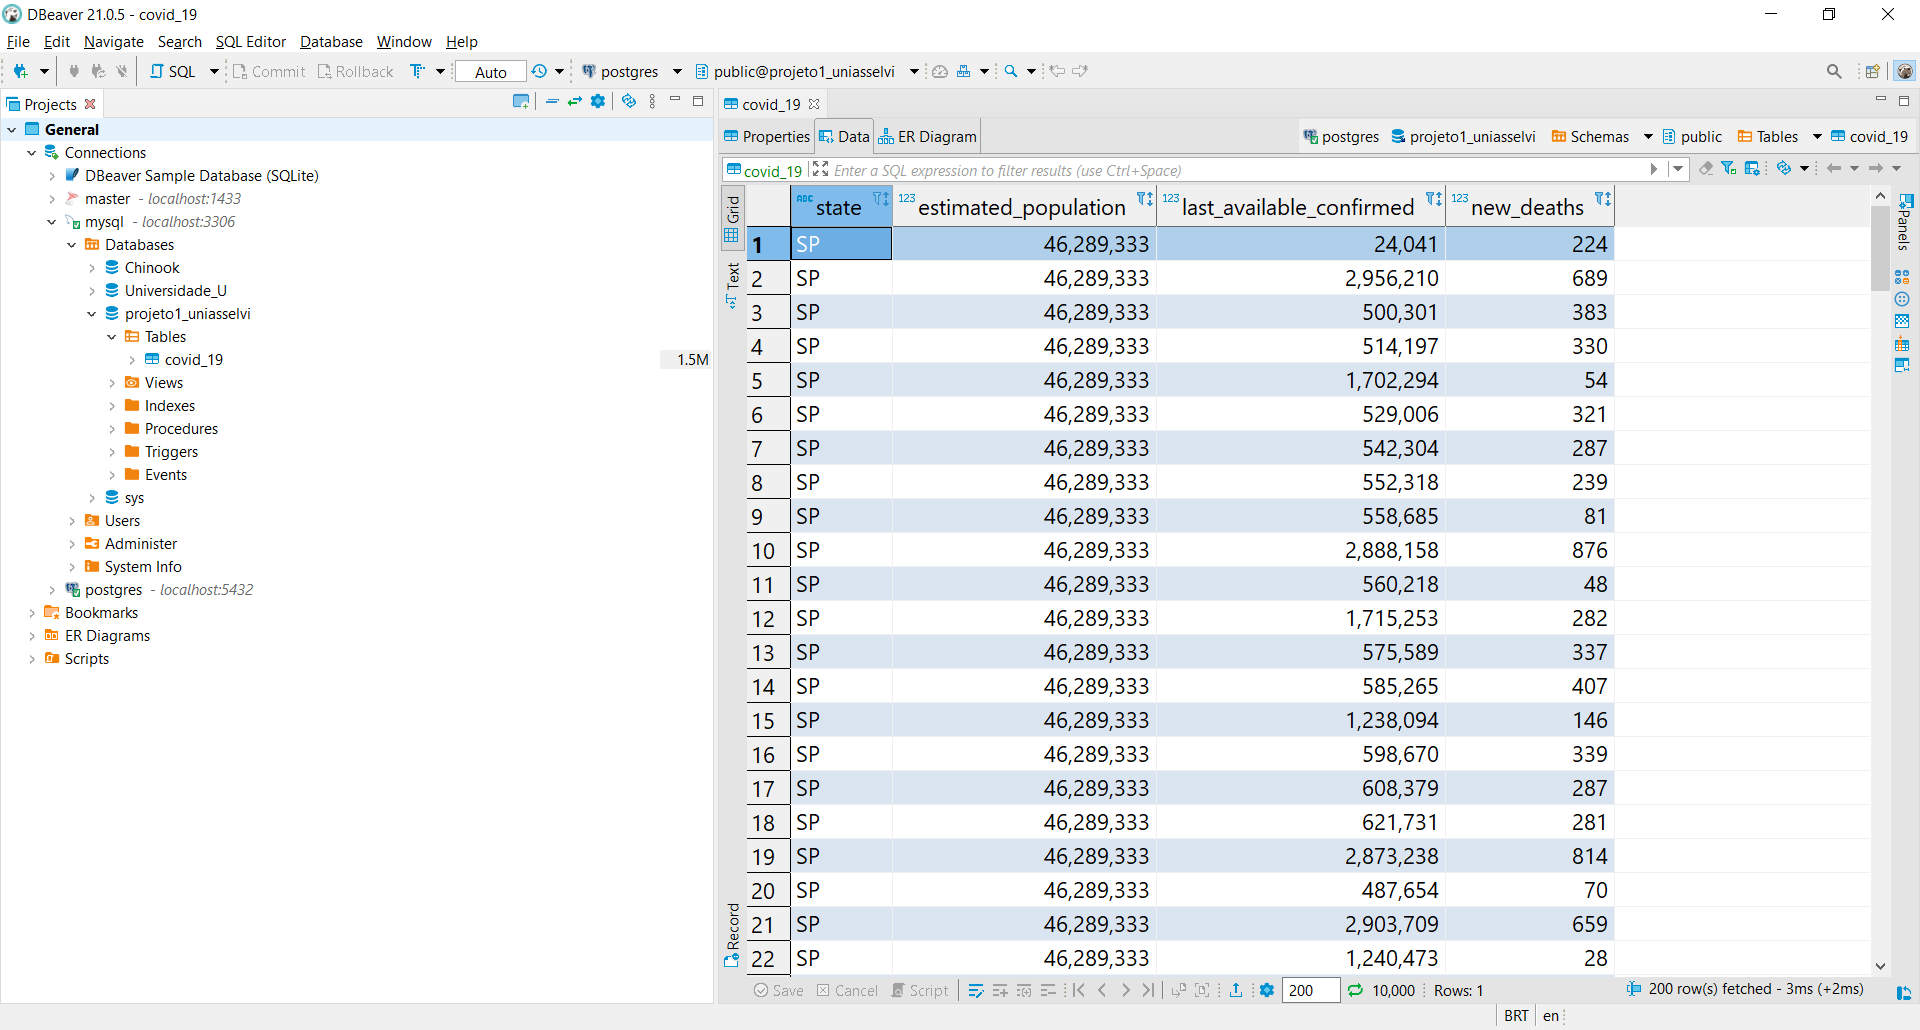 DBeaver 21.0.5 - covid_19
File Edit Navigate Search SQL Editor Database Window Help
SQL Commit Rollback Auto postgres public@projeto1_uniasselvi
Projects
General
Connections
DBeaver Sample Database (SQLite)
master - localhost:1433
mysql - localhost:3306
Databases
Chinook
Universidade_U
projeto1_uniasselvi
Tables
covid_19 1.5M
Views
Indexes
Procedures
Triggers
Events
sys
Users
Administer
System Info
postgres - localhost:5432
Bookmarks
ER Diagrams
Scripts
covid_19
Properties Data ER Diagram postgres projeto1_uniasselvi Schemas public Tables covid_19
covid_19 Enter a SQL expression to filter results (use Ctrl+Space)
Grid
Text
Record
ABC state 123 estimated_population 123 last_available_confirmed 123 new_deaths
1 SP 46,289,333 24,041 224
2 SP 46,289,333 2,956,210 689
3 SP 46,289,333 500,301 383
4 SP 46,289,333 514,197 330
5 SP 46,289,333 1,702,294 54
6 SP 46,289,333 529,006 321
7 SP 46,289,333 542,304 287
8 SP 46,289,333 552,318 239
9 SP 46,289,333 558,685 81
10 SP 46,289,333 2,888,158 876
11 SP 46,289,333 560,218 48
12 SP 46,289,333 1,715,253 282
13 SP 46,289,333 575,589 337
14 SP 46,289,333 585,265 407
15 SP 46,289,333 1,238,094 146
16 SP 46,289,333 598,670 339
17 SP 46,289,333 608,379 287
18 SP 46,289,333 621,731 281
19 SP 46,289,333 2,873,238 814
20 SP 46,289,333 487,654 70
21 SP 46,289,333 2,903,709 659
22 SP 46,289,333 1,240,473 28
Panels
Save Cancel Script 200 10,000 Rows: 1 200 row(s) fetched - 3ms (+2ms)
BRT en